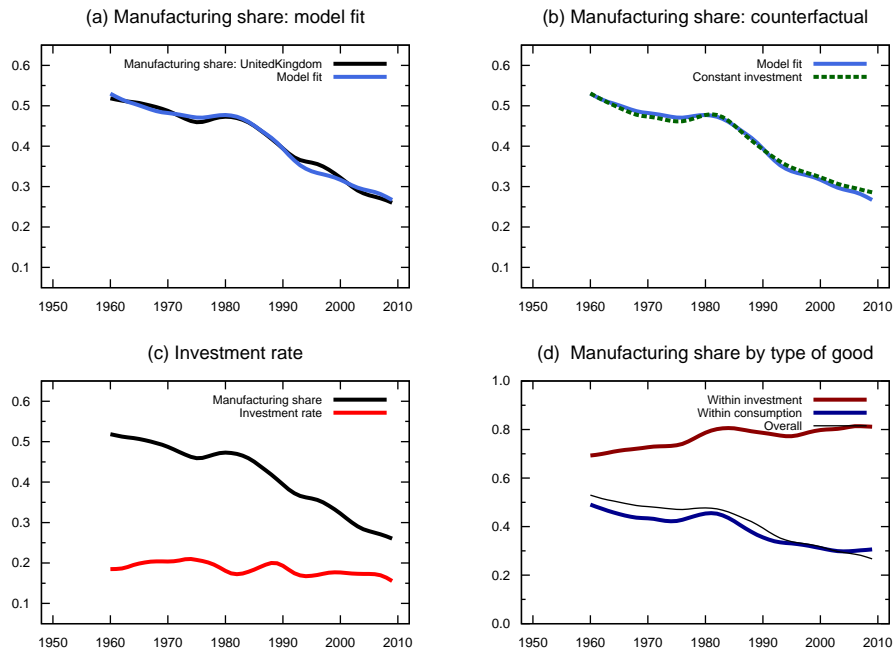 (a) Manufacturing share: model fit
0.6
0.5
0.4
0.3
0.2
0.1
Manufacturing share: UnitedKingdom
Model fit
1950 1960 1970 1980 1990 2000 2010
(b) Manufacturing share: counterfactual
0.6
0.5
0.4
0.3
0.2
0.1
Model fit
Constant investment
1950 1960 1970 1980 1990 2000 2010
(c) Investment rate
0.6
0.5
0.4
0.3
0.2
0.1
Manufacturing share
Investment rate
1950 1960 1970 1980 1990 2000 2010
(d) Manufacturing share by type of good
1.0
0.8
0.6
0.4
0.2
0.0
Within investment
Within consumption
Overall
1950 1960 1970 1980 1990 2000 2010